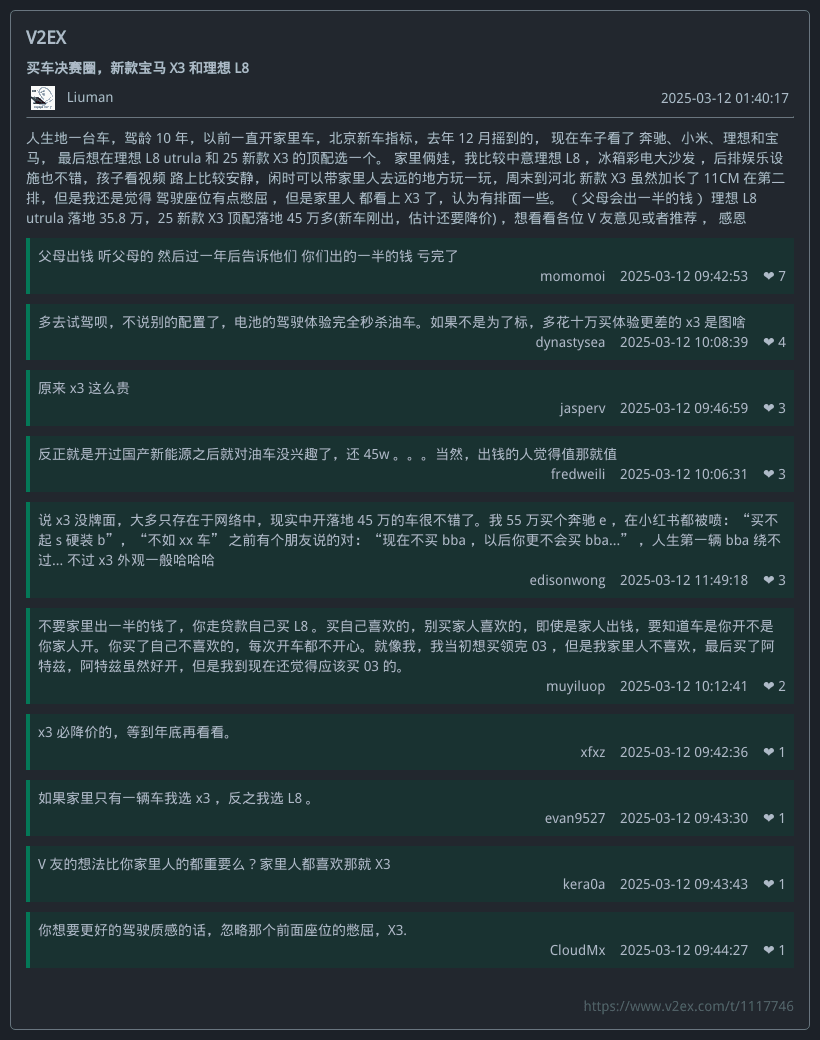 V2EX
买车决赛圈，新款宝马 X3 和理想 L8
Liuman
2025-03-12 01:40:17
人生地一台车，驾龄 10 年，以前一直开家里车，北京新车指标，去年 12 月摇到的， 现在车子看了 奔驰、小米、理想和宝
马， 最后想在理想 L8 utrula 和 25 新款 X3 的顶配选一个。 家里俩娃，我比较中意理想 L8 ，冰箱彩电大沙发 ，后排娱乐设
施也不错，孩子看视频 路上比较安静，闲时可以带家里人去远的地方玩一玩，周末到河北 新款 X3 虽然加长了 11CM 在第二
排，但是我还是觉得 驾驶座位有点憋屈 ，但是家里人 都看上 X3 了，认为有排面一些。 （ 父母会出一半的钱 ） 理想 L8
utrula 落地 35.8 万，25 新款 X3 顶配落地 45 万多(新车刚出，估计还要降价) ，想看看各位 V 友意见或者推荐 ， 感恩
父母出钱 听父母的 然后过一年后告诉他们 你们出的一半的钱 亏完了
momomoi 2025-03-12 09:42:53 ❤ 7
多去试驾呗，不说别的配置了，电池的驾驶体验完全秒杀油车。如果不是为了标，多花十万买体验更差的 x3 是图啥
dynastysea 2025-03-12 10:08:39 ❤ 4
原来 x3 这么贵
jasperv 2025-03-12 09:46:59 ❤ 3
反正就是开过国产新能源之后就对油车没兴趣了，还 45w 。。。当然，出钱的人觉得值那就值
fredweili 2025-03-12 10:06:31 ❤ 3
说 x3 没牌面，大多只存在于网络中，现实中开落地 45 万的车很不错了。我 55 万买个奔驰 e ，在小红书都被喷：“买不
起 s 硬装 b”，“不如 xx 车” 之前有个朋友说的对：“现在不买 bba ，以后你更不会买 bba...” ，人生第一辆 bba 绕不
过... 不过 x3 外观一般哈哈哈
edisonwong 2025-03-12 11:49:18 ❤ 3
不要家里出一半的钱了，你走贷款自己买 L8 。买自己喜欢的，别买家人喜欢的，即使是家人出钱，要知道车是你开不是
你家人开。你买了自己不喜欢的，每次开车都不开心。就像我，我当初想买领克 03 ，但是我家里人不喜欢，最后买了阿
特兹，阿特兹虽然好开，但是我到现在还觉得应该买 03 的。
muyiluop 2025-03-12 10:12:41 ❤ 2
x3 必降价的，等到年底再看看。
xfxz 2025-03-12 09:42:36 ❤ 1
如果家里只有一辆车我选 x3 ，反之我选 L8 。
evan9527 2025-03-12 09:43:30 ❤ 1
V 友的想法比你家里人的都重要么？家里人都喜欢那就 X3
kera0a 2025-03-12 09:43:43 ❤ 1
你想要更好的驾驶质感的话，忽略那个前面座位的憋屈，X3.
CloudMx 2025-03-12 09:44:27 ❤ 1
https://www.v2ex.com/t/1117746